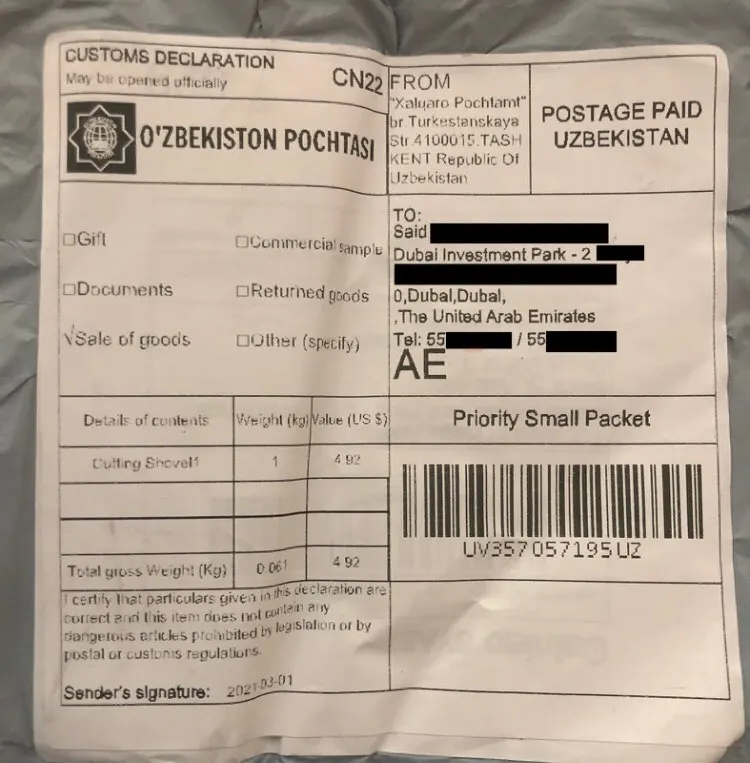 CUSTOMS DECLARATION
May be opened officially
CN22
O'ZBEKISTON POCHTASI
FROM
"Xalqaro Pochtamt"
br.Turkestanskaya
Str.4100015.TASH
KENT Republic Of
Uzbekistan
POSTAGE PAID
UZBEKISTAN
□Gift
□Commercial sample
□Documents
□Returned goods
√Sale of goods
□Other (specify)
TO:
Said
Dubai Investment Park - 2
0,Dubai,Dubai,
,The United Arab Emirates
Tel: 55 / 55
AE
Details of contents
Weight (kg)
Value (US $)
Cutting Shovel1
1
4.92
Total gross Weight (Kg)
0.061
4.92
Priority Small Packet
UV357057195UZ
I certify that particulars given in this declaration are
correct and this item does not contain any
dangerous articles prohibited by legislation or by
postal or customs regulations.
Sender's signature: 2021-03-01